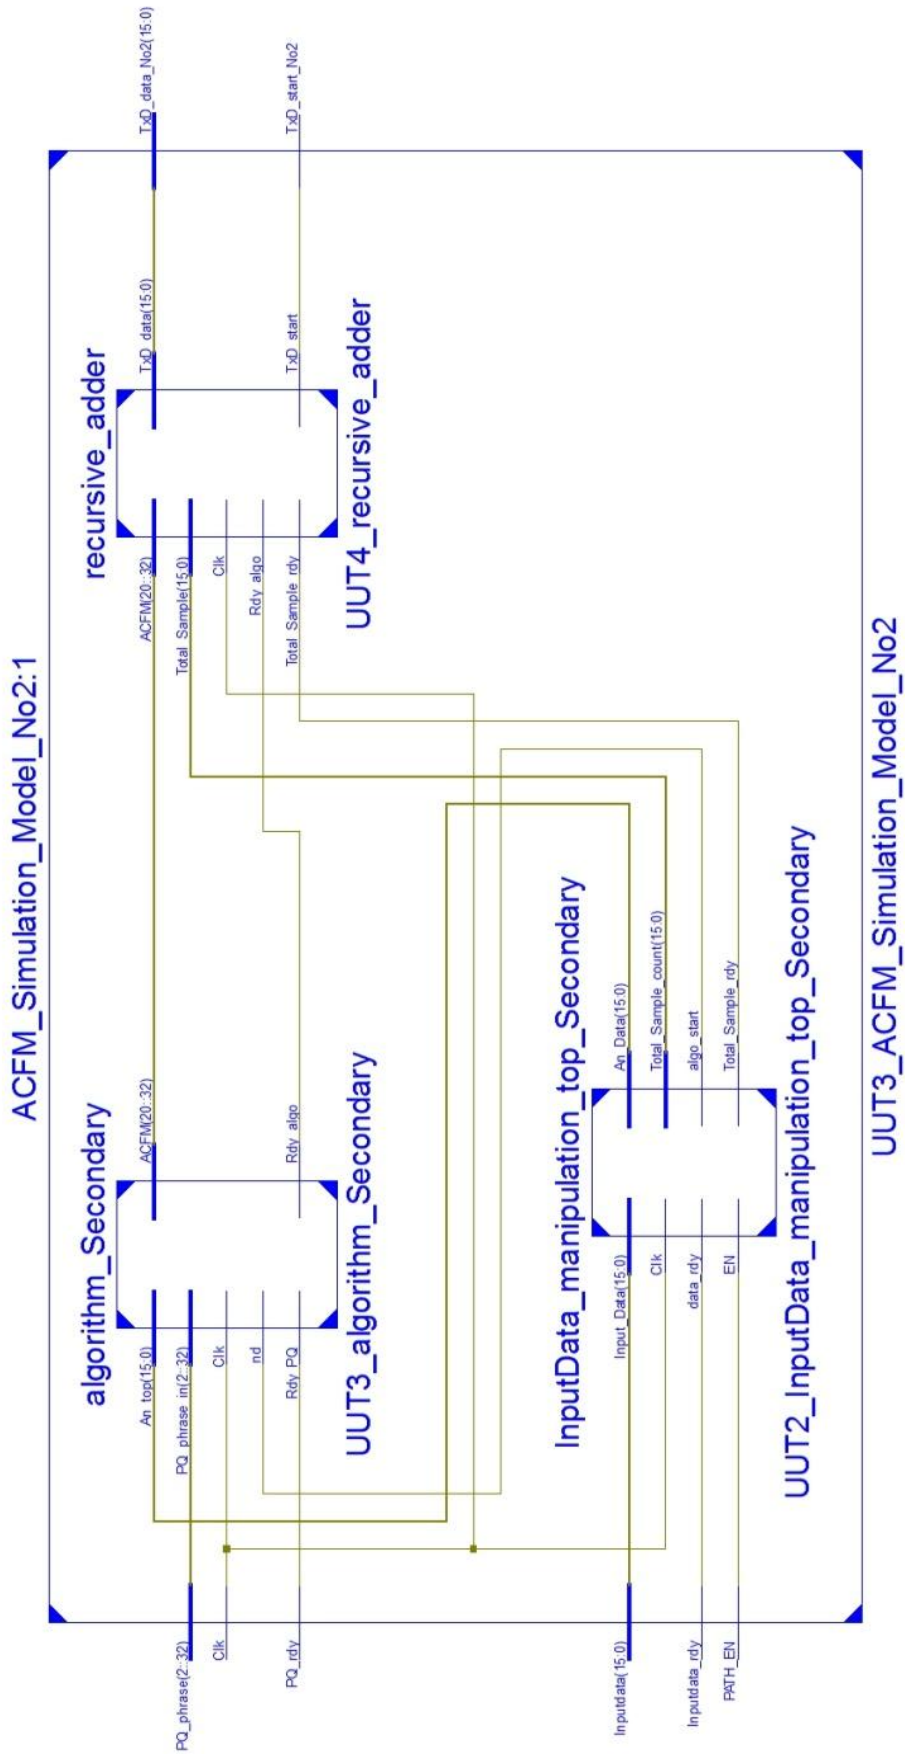 ACFM_Simulation_Model_No2:1
algorithm_Secondary
recursive_adder
PQ_phrase(2::32)
Clk
PQ_rdy
An_top(15:0)
PQ_phrase_in(2::32)
Clk
nd
Rdy_PQ
ACFM(20::32)
Rdy_algo
UUT3_algorithm_Secondary
ACFM(20::32)
Total_Sample(15:0)
Clk
Rdy_algo
Total_Sample_rdy
TxD_data(15:0)
TxD_start
UUT4_recursive_adder
TxD_data_No2(15:0)
TxD_start_No2
InputData_manipulation_top_Secondary
Inputdata(15:0)
Inputdata_rdy
PATH_EN
Input_Data(15:0)
Clk
data_rdy
EN
An_Data(15:0)
Total_Sample_count(15:0)
algo_start
Total_Sample_rdy
UUT2_InputData_manipulation_top_Secondary
UUT3_ACFM_Simulation_Model_No2